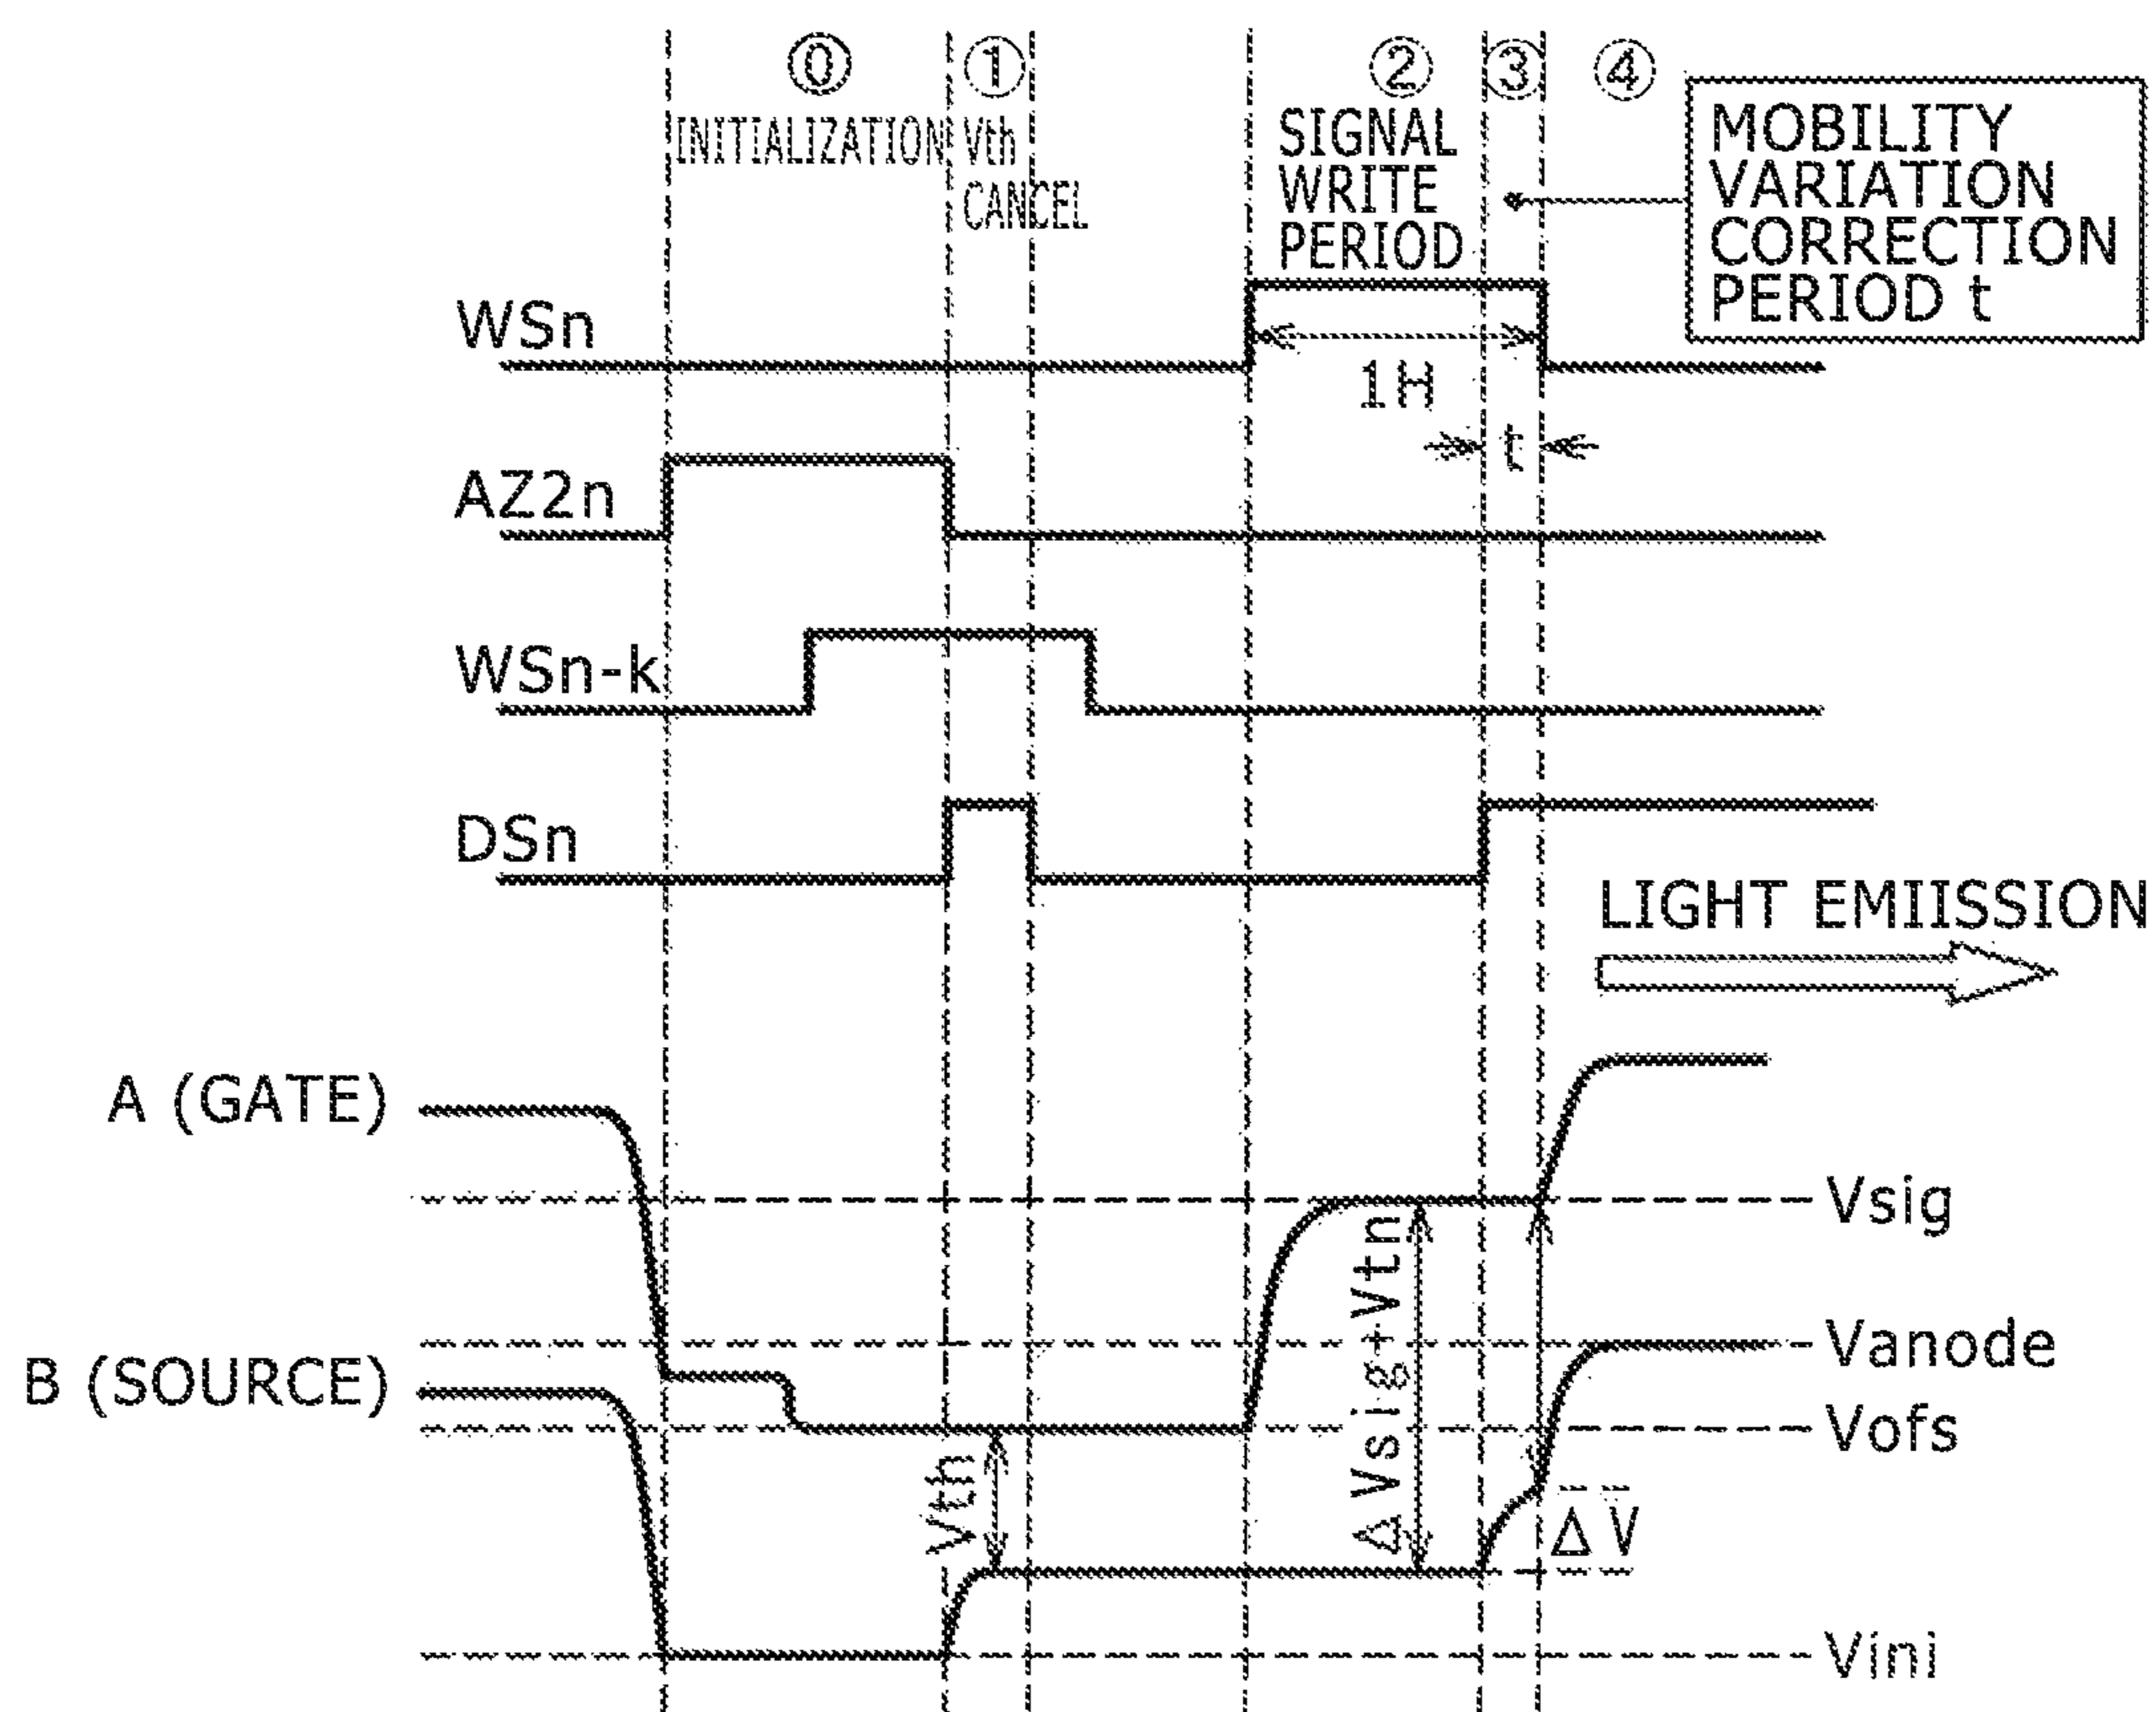 ⓪ ① ② ③ ④
INITIALIZATION
Vth
CANCEL
SIGNAL
WRITE
PERIOD
MOBILITY
VARIATION
CORRECTION
PERIOD t
WSn
1H
t
AZ2n
WSn-k
DSn
LIGHT EMIISSION
A (GATE)
Vsig
Vanode
B (SOURCE)
Vofs
Vth
ΔVsig+Vtn
ΔV
Vini